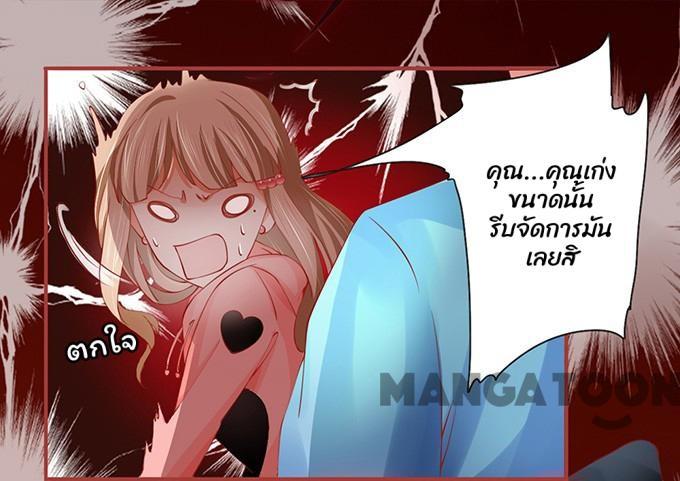 คุณ...คุณเก่ง
ขนาดนั้น
รีบจัดการมัน
เลยสิ
ตกใจ
MANGATOON